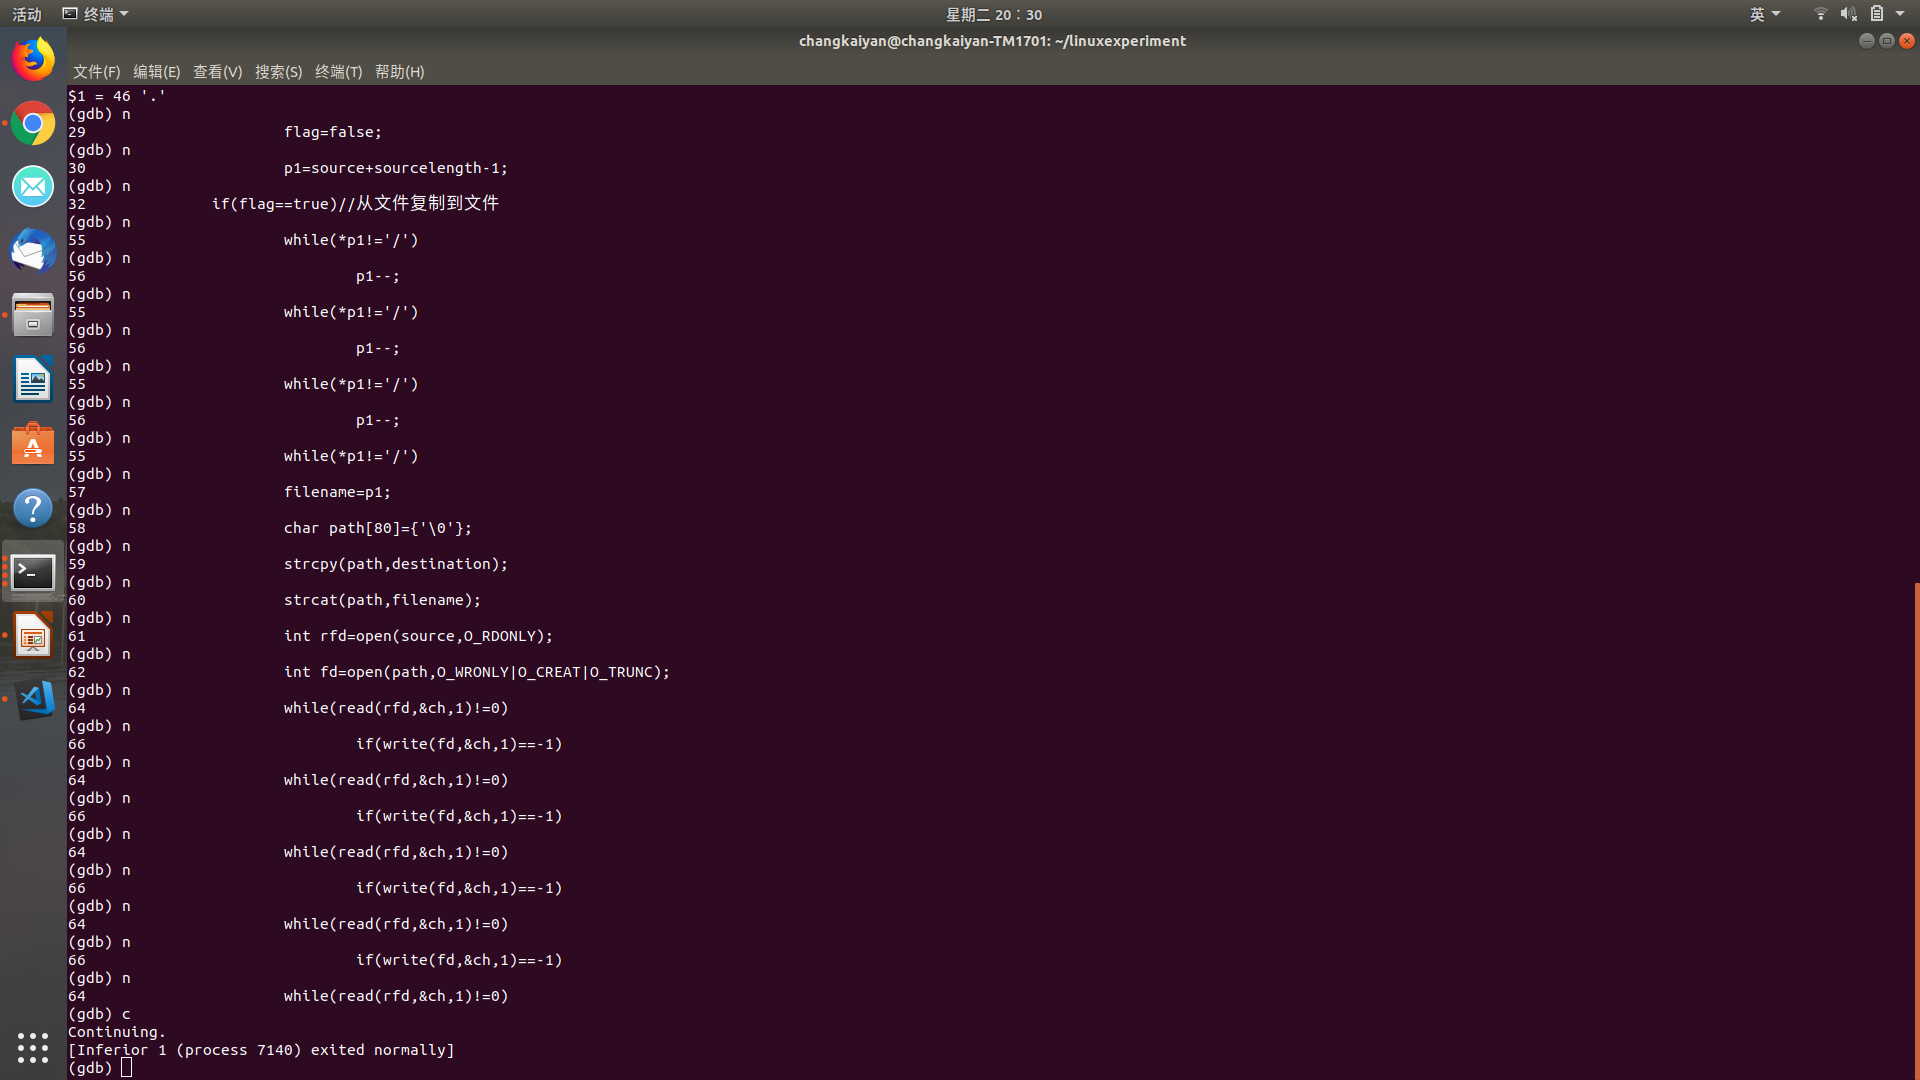 活动 终端 星期二 20：30 英
changkaiyan@changkaiyan-TM1701: ~/linuxexperiment
文件(F) 编辑(E) 查看(V) 搜索(S) 终端(T) 帮助(H)
$1 = 46 '.'
(gdb) n
29 flag=false;
(gdb) n
30 p1=source+sourcelength-1;
(gdb) n
32 if(flag==true)//从文件复制到文件
(gdb) n
55 while(*p1!='/')
(gdb) n
56 p1--;
(gdb) n
55 while(*p1!='/')
(gdb) n
56 p1--;
(gdb) n
55 while(*p1!='/')
(gdb) n
56 p1--;
(gdb) n
55 while(*p1!='/')
(gdb) n
57 filename=p1;
(gdb) n
58 char path[80]={'\0'};
(gdb) n
59 strcpy(path,destination);
(gdb) n
60 strcat(path,filename);
(gdb) n
61 int rfd=open(source,O_RDONLY);
(gdb) n
62 int fd=open(path,O_WRONLY|O_CREAT|O_TRUNC);
(gdb) n
64 while(read(rfd,&ch,1)!=0)
(gdb) n
66 if(write(fd,&ch,1)==-1)
(gdb) n
64 while(read(rfd,&ch,1)!=0)
(gdb) n
66 if(write(fd,&ch,1)==-1)
(gdb) n
64 while(read(rfd,&ch,1)!=0)
(gdb) n
66 if(write(fd,&ch,1)==-1)
(gdb) n
64 while(read(rfd,&ch,1)!=0)
(gdb) n
66 if(write(fd,&ch,1)==-1)
(gdb) n
64 while(read(rfd,&ch,1)!=0)
(gdb) c
Continuing.
[Inferior 1 (process 7140) exited normally]
(gdb)